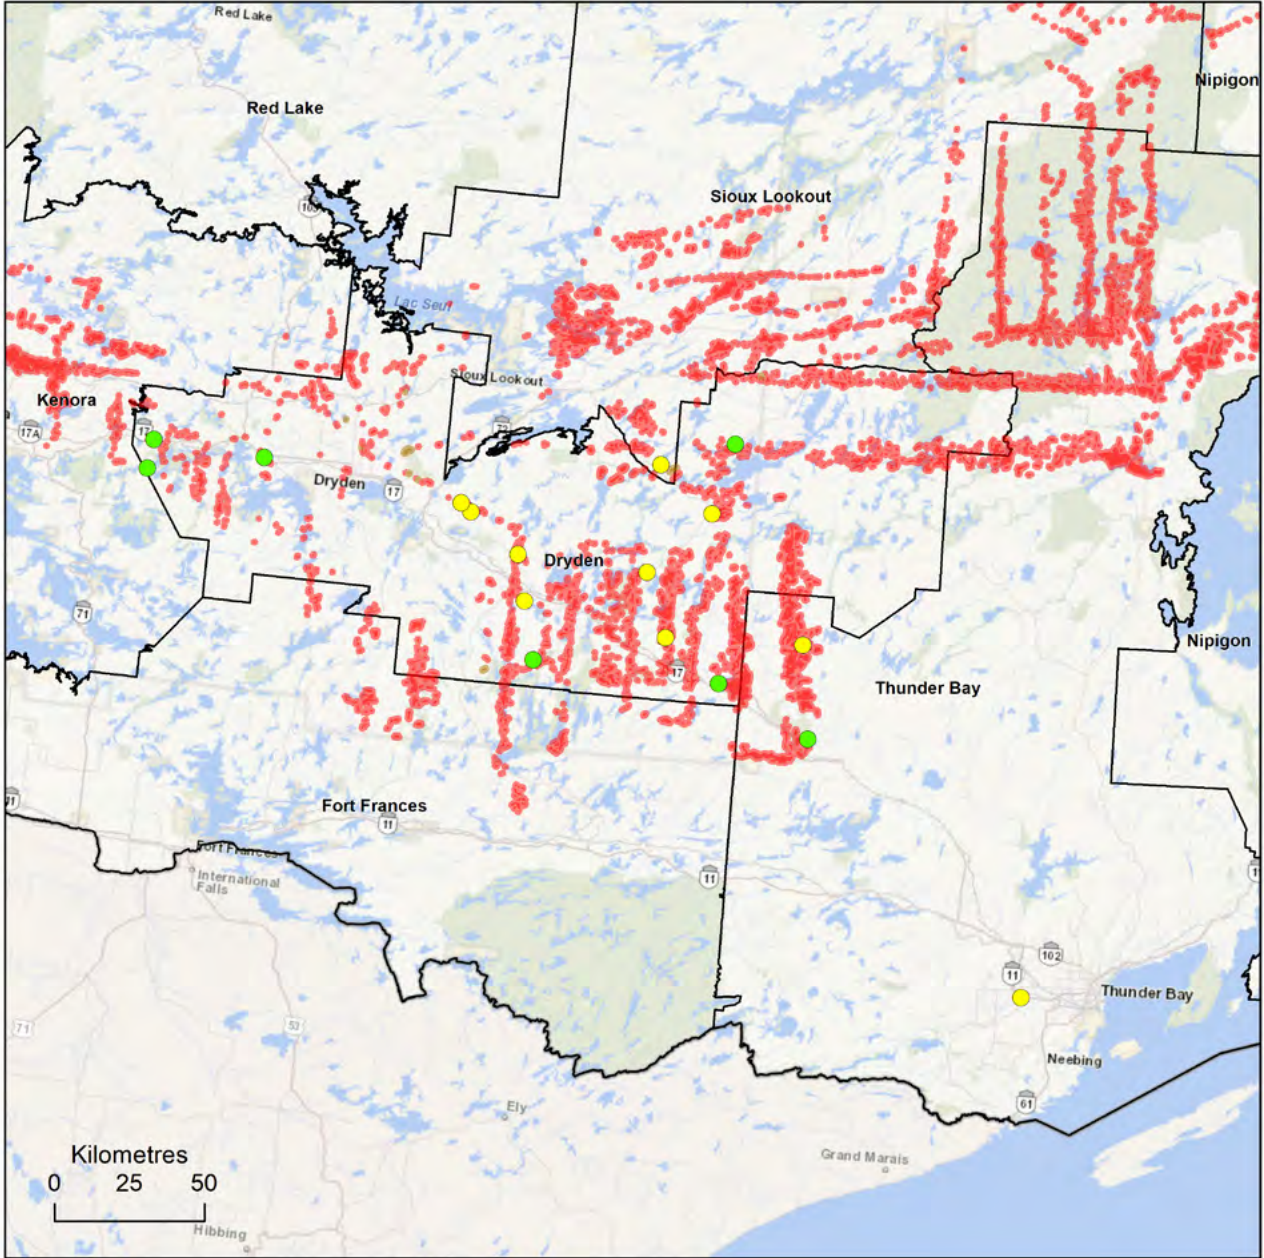 Red Lake
Nipigon
Red Lake
Sioux Lookout
Lac Seul
Sioux Lookout
Kenora
17A
17
72
Dryden
17
Dryden
71
Nipigon
17
Thunder Bay
Fort Frances
11
Fort Frances
International
Falls
11
102
11
Thunder Bay
71
53
Neebing
61
Ely
Kilometres
0 25 50
Grand Marais
Hibbing